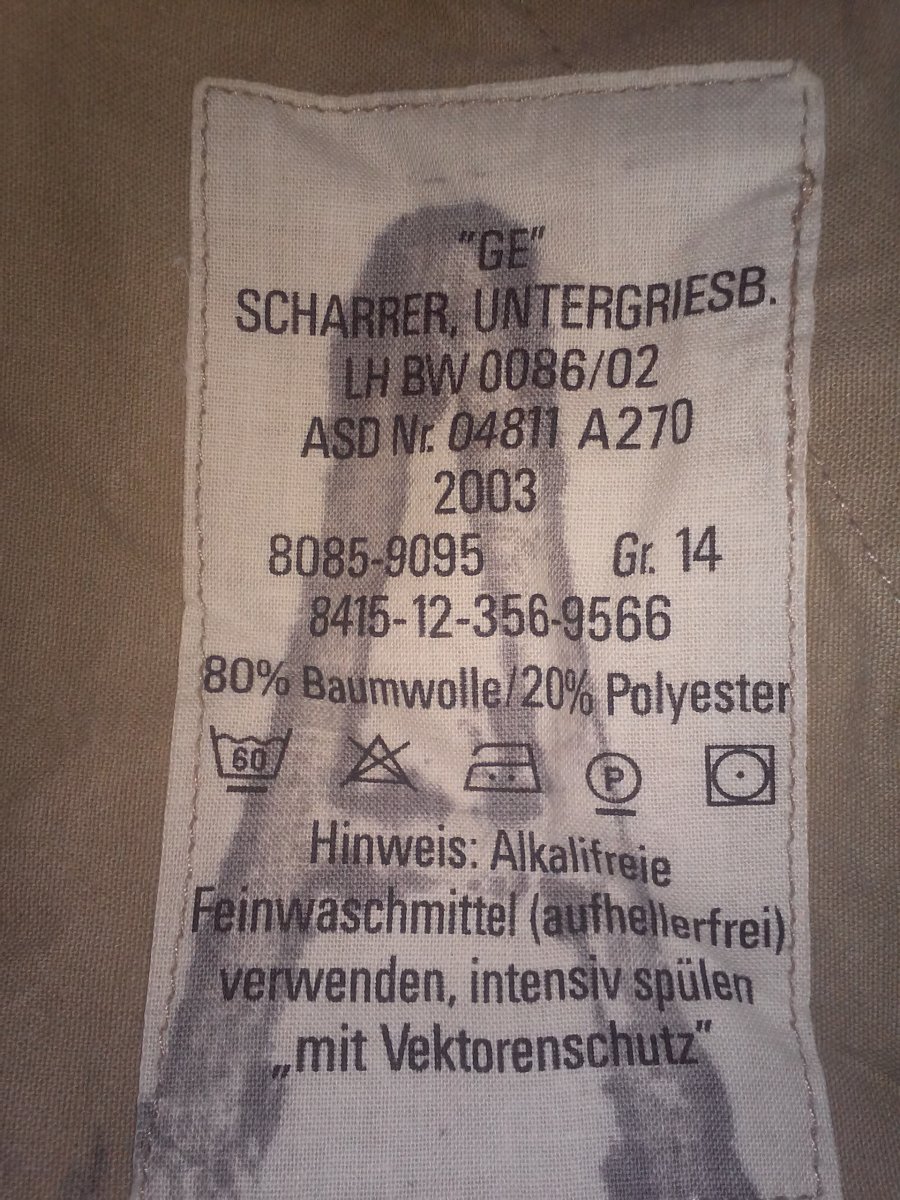 "GE"
SCHARRER, UNTERGRIESB.
LH BW 0086/02
ASD Nr. 04811 A270
2003
8085-9095 Gr. 14
8415-12-356-9566
80% Baumwolle/20% Polyester
60 P
Hinweis: Alkalifreie
Feinwaschmittel (aufhellerfrei)
verwenden, intensiv spülen
„mit Vektorenschutz"
A